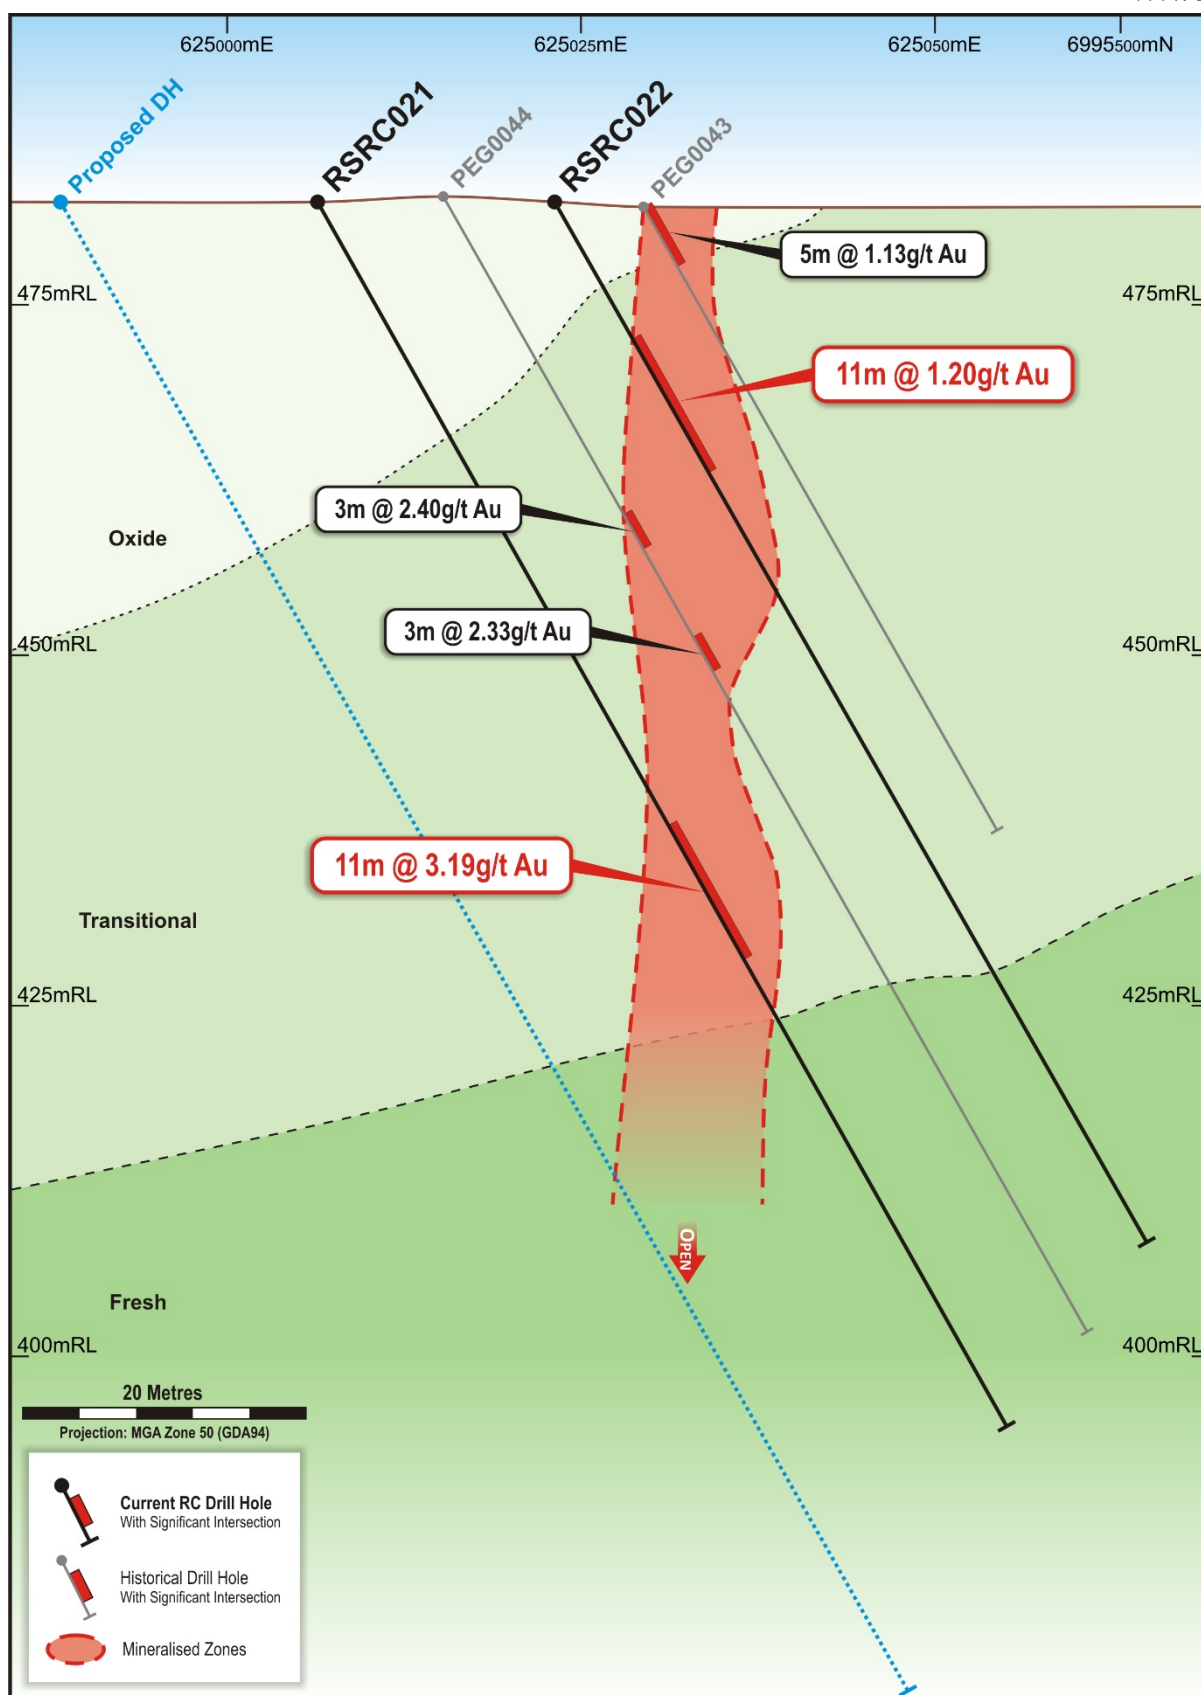 625000mE
625025mE
625050mE
6995500mN
Proposed DH
RSRC021
PEG0044
RSRC022
PEG0043
5m @ 1.13g/t Au
475mRL
475mRL
11m @ 1.20g/t Au
3m @ 2.40g/t Au
Oxide
3m @ 2.33g/t Au
450mRL
450mRL
11m @ 3.19g/t Au
Transitional
425mRL
425mRL
OPEN
Fresh
400mRL
400mRL
20 Metres
Projection: MGA Zone 50 (GDA94)
Current RC Drill Hole
With Significant Intersection
Historical Drill Hole
With Significant Intersection
Mineralised Zones